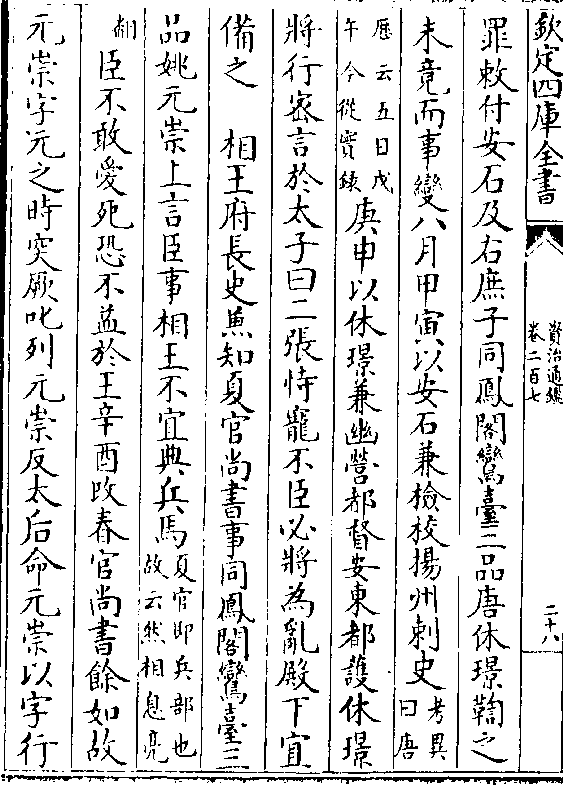 欽定四庫全書
資治通鑑
卷二百七
二十八
罪敕付安石及右庶子同鳳閣鸞臺三品唐休璟鞫之
未竟而事變八月甲寅以安石兼檢校揚州刺史考異曰唐
歷云五日戊午今從實錄庚申以休璟兼幽營都督安東都護休璟
將行密言於太子曰二張恃寵不臣必將為亂殿下宜
備之　相王府長史兼知夏官尚書事同鳳閣鸞臺三
品姚元崇上言臣事相王不宜典兵馬夏官即兵部也故云然相息亮
翻臣不敢愛死恐不益於王辛酉改春官尚書餘如故
元崇字元之時突厥叱列元崇反太后命元崇以字行